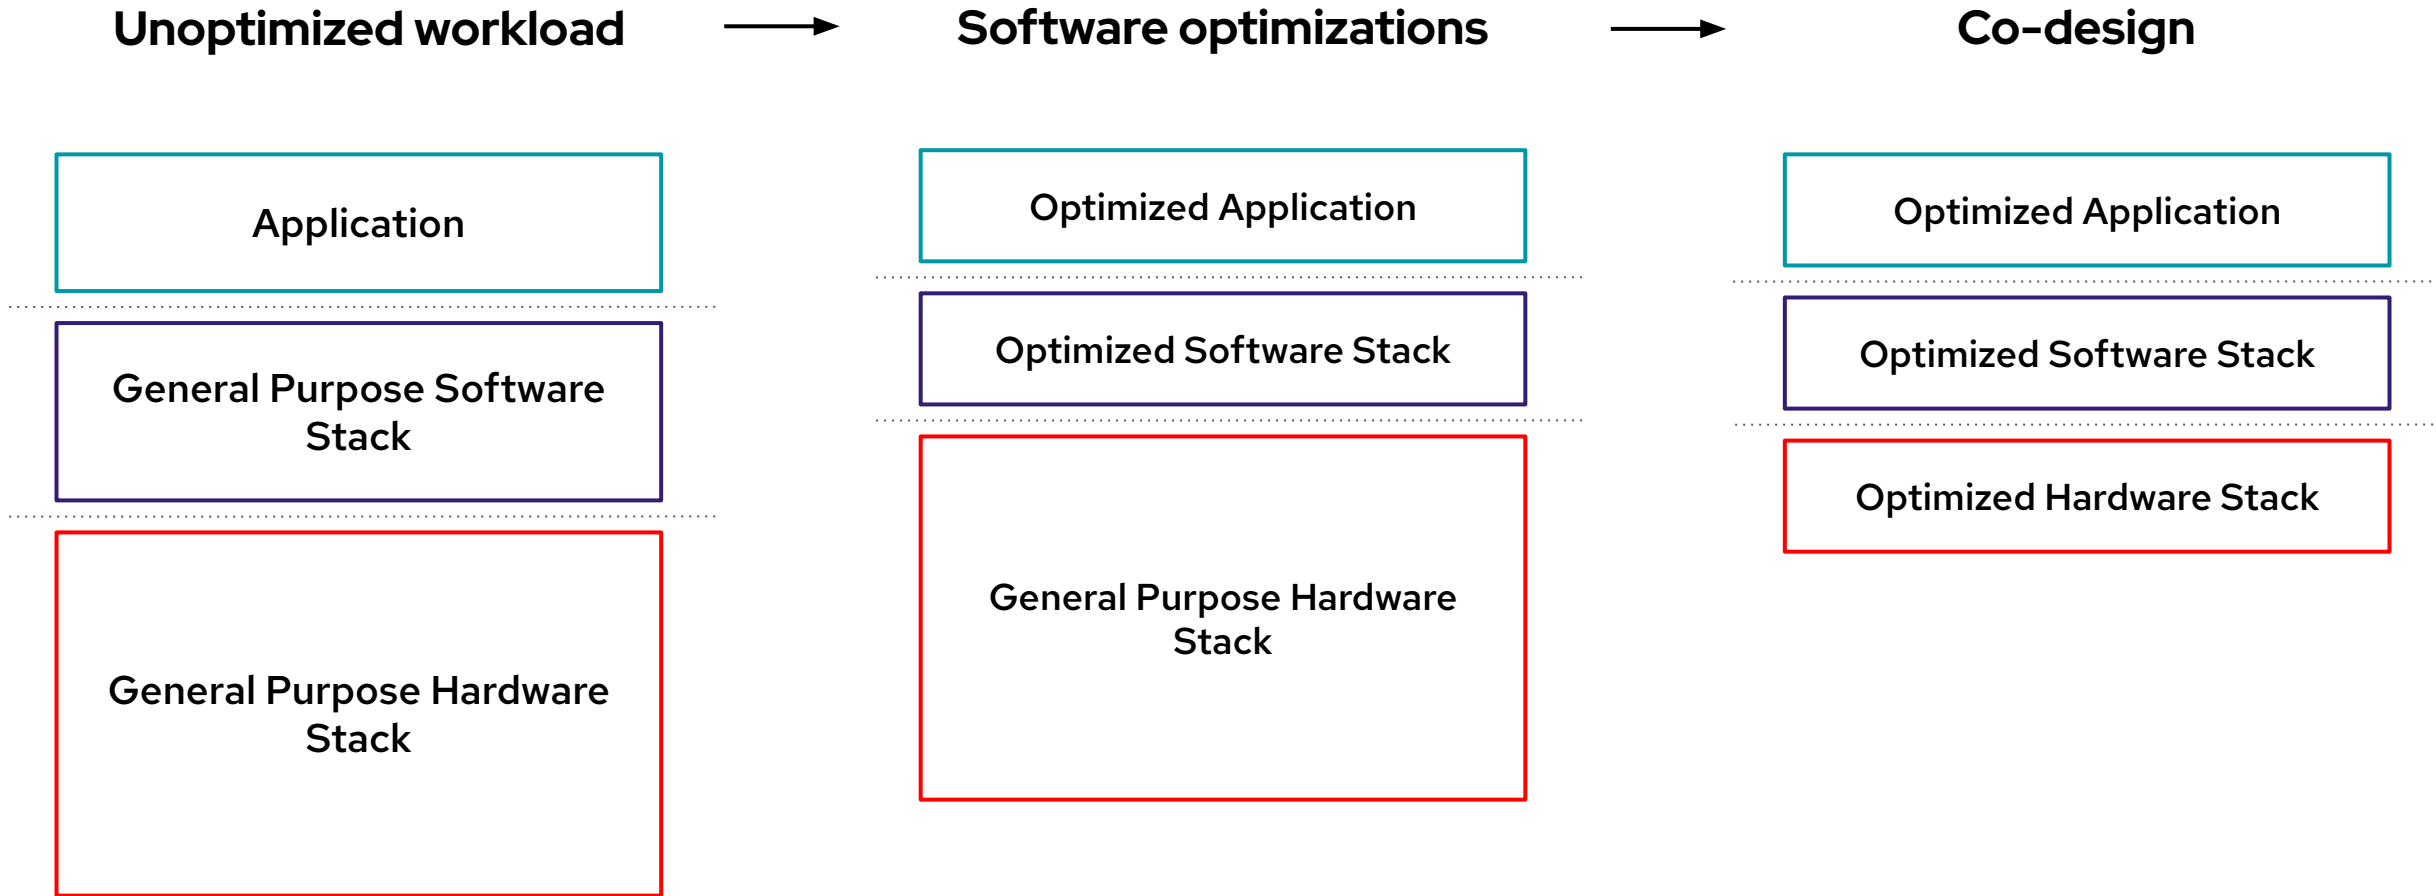 Unoptimized workload
Software optimizations
Co-design
Application
General Purpose Software
Stack
General Purpose Hardware
Stack
Optimized Application
Optimized Software Stack
General Purpose Hardware
Stack
Optimized Application
Optimized Software Stack
Optimized Hardware Stack